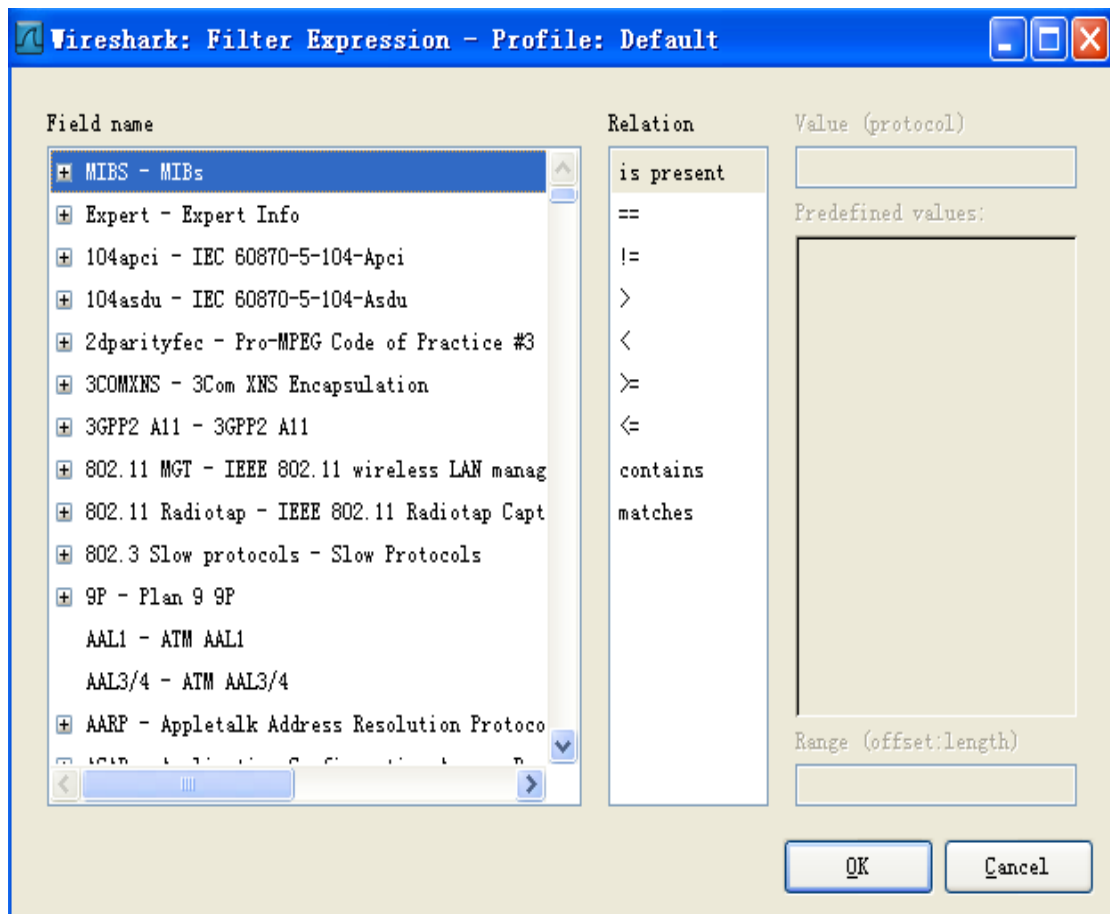 Wireshark: Filter Expression - Profile: Default
Field name
MIBS - MIBs
Expert - Expert Info
104apci - IEC 60870-5-104-Apci
104asdu - IEC 60870-5-104-Asdu
2dparityfec - Pro-MPEG Code of Practice #3
3COMXNS - 3Com XNS Encapsulation
3GPP2 A11 - 3GPP2 A11
802.11 MGT - IEEE 802.11 wireless LAN manag
802.11 Radiotap - IEEE 802.11 Radiotap Capt
802.3 Slow protocols - Slow Protocols
9P - Plan 9 9P
AAL1 - ATM AAL1
AAL3/4 - ATM AAL3/4
AARP - Appletalk Address Resolution Protoco
Relation
is present
==
!=
>
<
>=
<=
contains
matches
Value (protocol)
Predefined values:
Range (offset:length)
OK
Cancel